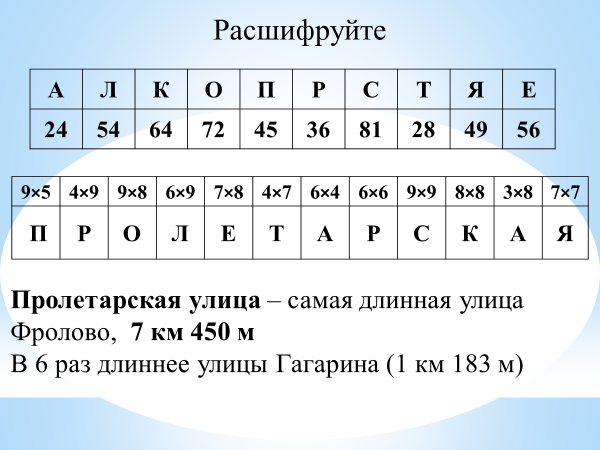 Расшифруйте
А Л К О П Р С Т Я Е
24 54 64 72 45 36 81 28 49 56
9×5 4×9 9×8 6×9 7×8 4×7 6×4 6×6 9×9 8×8 3×8 7×7
П Р О Л Е Т А Р С К А Я
Пролетарская улица – самая длинная улица
Фролово, 7 км 450 м
В 6 раз длиннее улицы Гагарина (1 км 183 м)